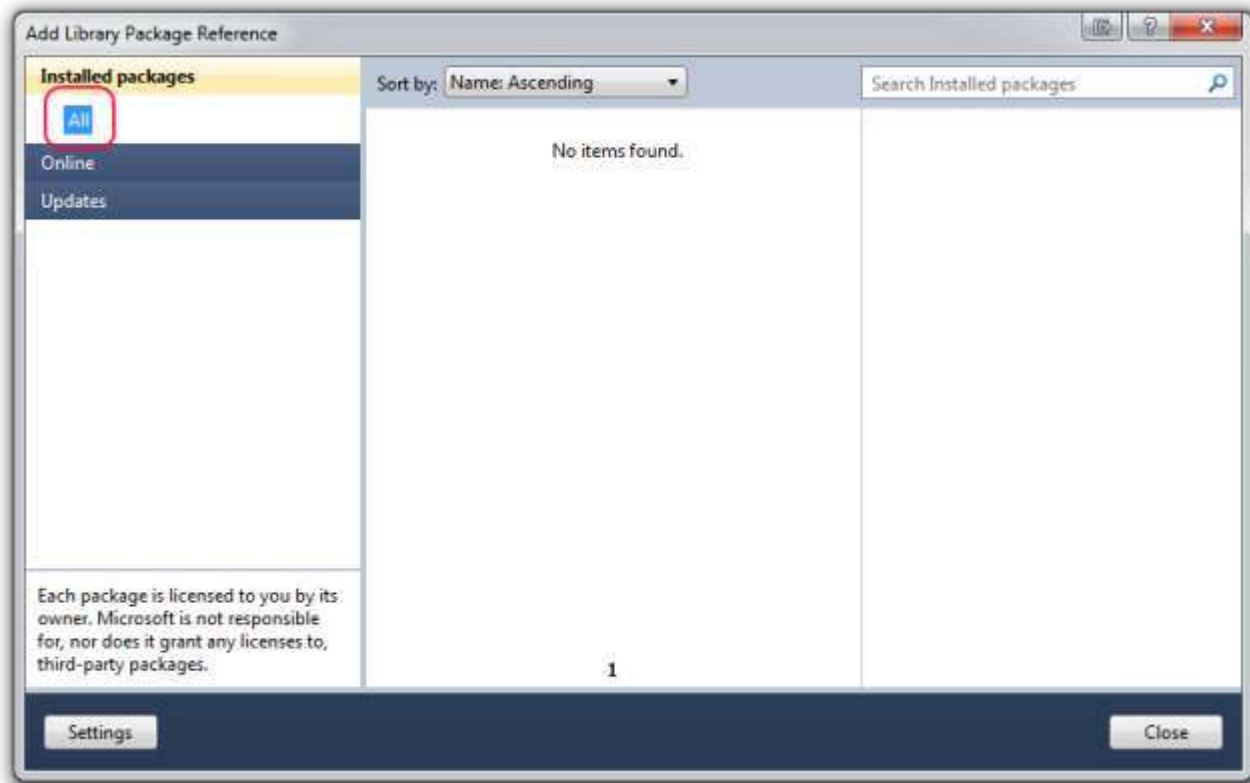 Add Library Package Reference
Installed packages
All
Online
Updates
Sort by: Name: Ascending
Search Installed packages
No items found.
Each package is licensed to you by its
owner. Microsoft is not responsible
for, nor does it grant any licenses to,
third-party packages.
1
Settings
Close